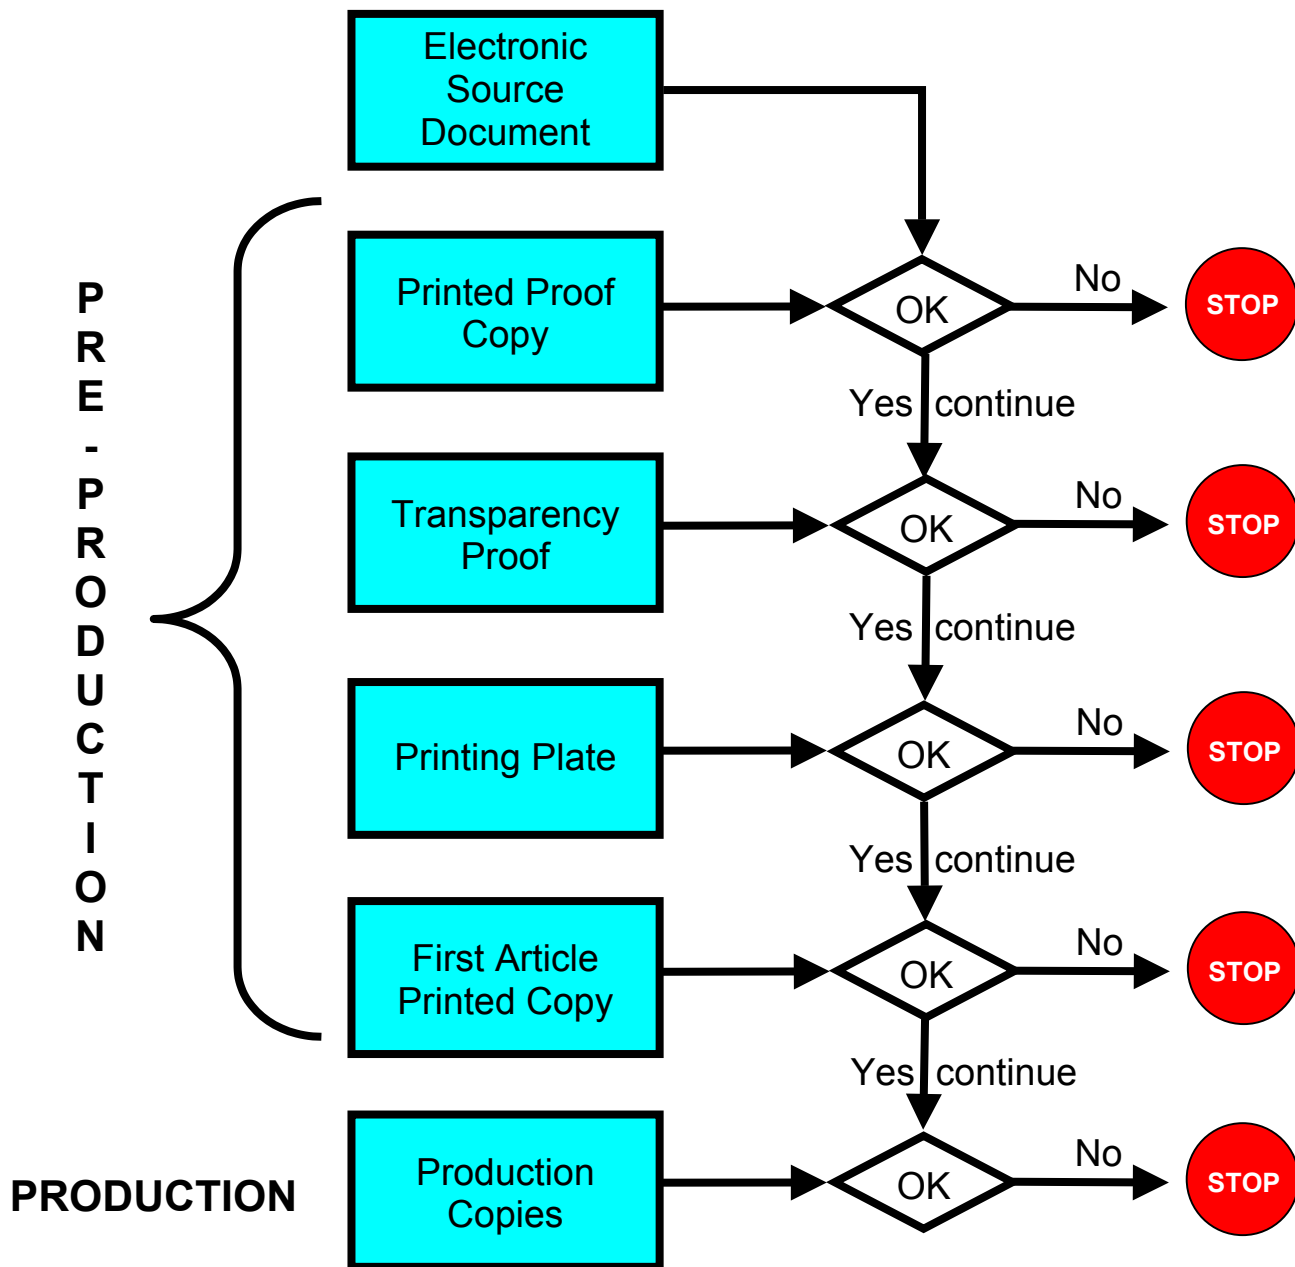 Electronic
Source
Document
Printed Proof
Copy
OK
No
STOP
Yes continue
Transparency
Proof
OK
No
STOP
Yes continue
Printing Plate
OK
No
STOP
Yes continue
First Article
Printed Copy
OK
No
STOP
Yes continue
Production
Copies
OK
No
STOP
PRE-PRODUCTION
PRODUCTION